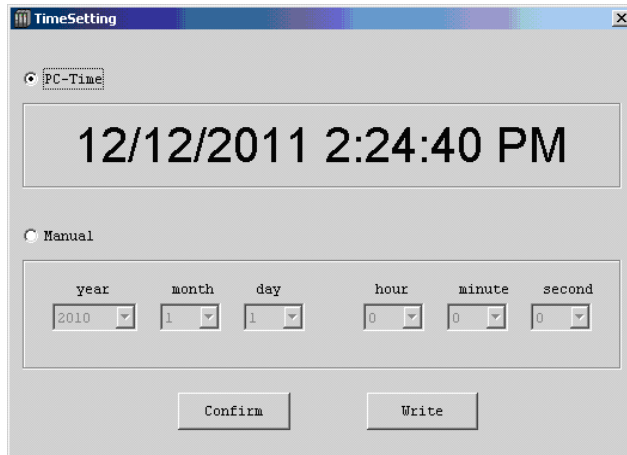 TimeSetting
PC-Time
12/12/2011 2:24:40 PM
Manual
year month day hour minute second
2010 1 1 0 0 0
Confirm Write